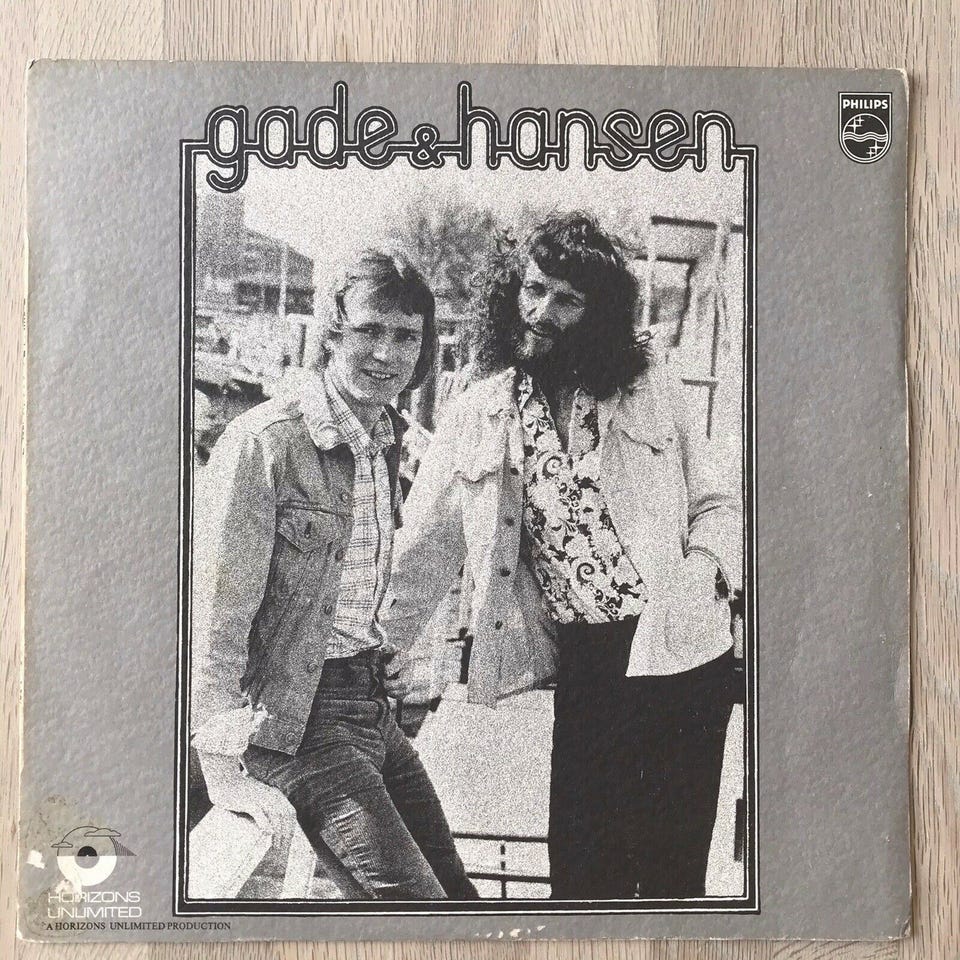 gade & hansen
PHILIPS
HORIZONS
UNLIMITED
A HORIZONS UNLIMITED PRODUCTION